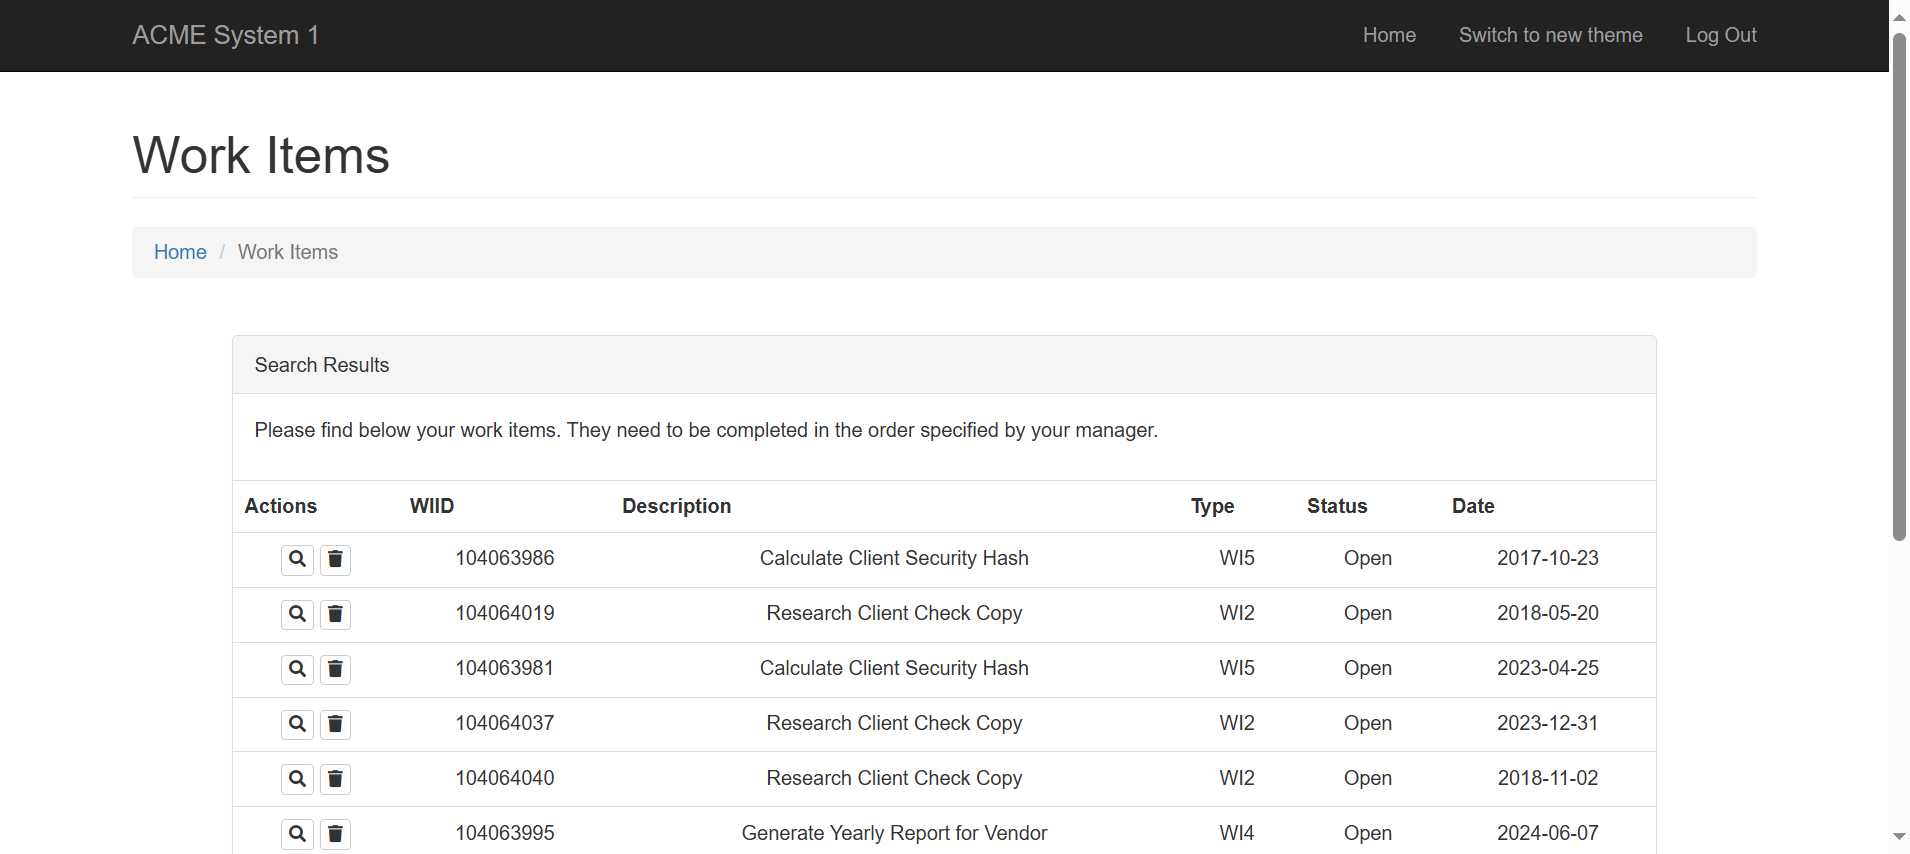 ACME System 1 Home Switch to new theme Log Out
Work Items
Home / Work Items
Search Results
Please find below your work items. They need to be completed in the order specified by your manager.
Actions WIID Description Type Status Date
104063986 Calculate Client Security Hash WI5 Open 2017-10-23
104064019 Research Client Check Copy WI2 Open 2018-05-20
104063981 Calculate Client Security Hash WI5 Open 2023-04-25
104064037 Research Client Check Copy WI2 Open 2023-12-31
104064040 Research Client Check Copy WI2 Open 2018-11-02
104063995 Generate Yearly Report for Vendor WI4 Open 2024-06-07